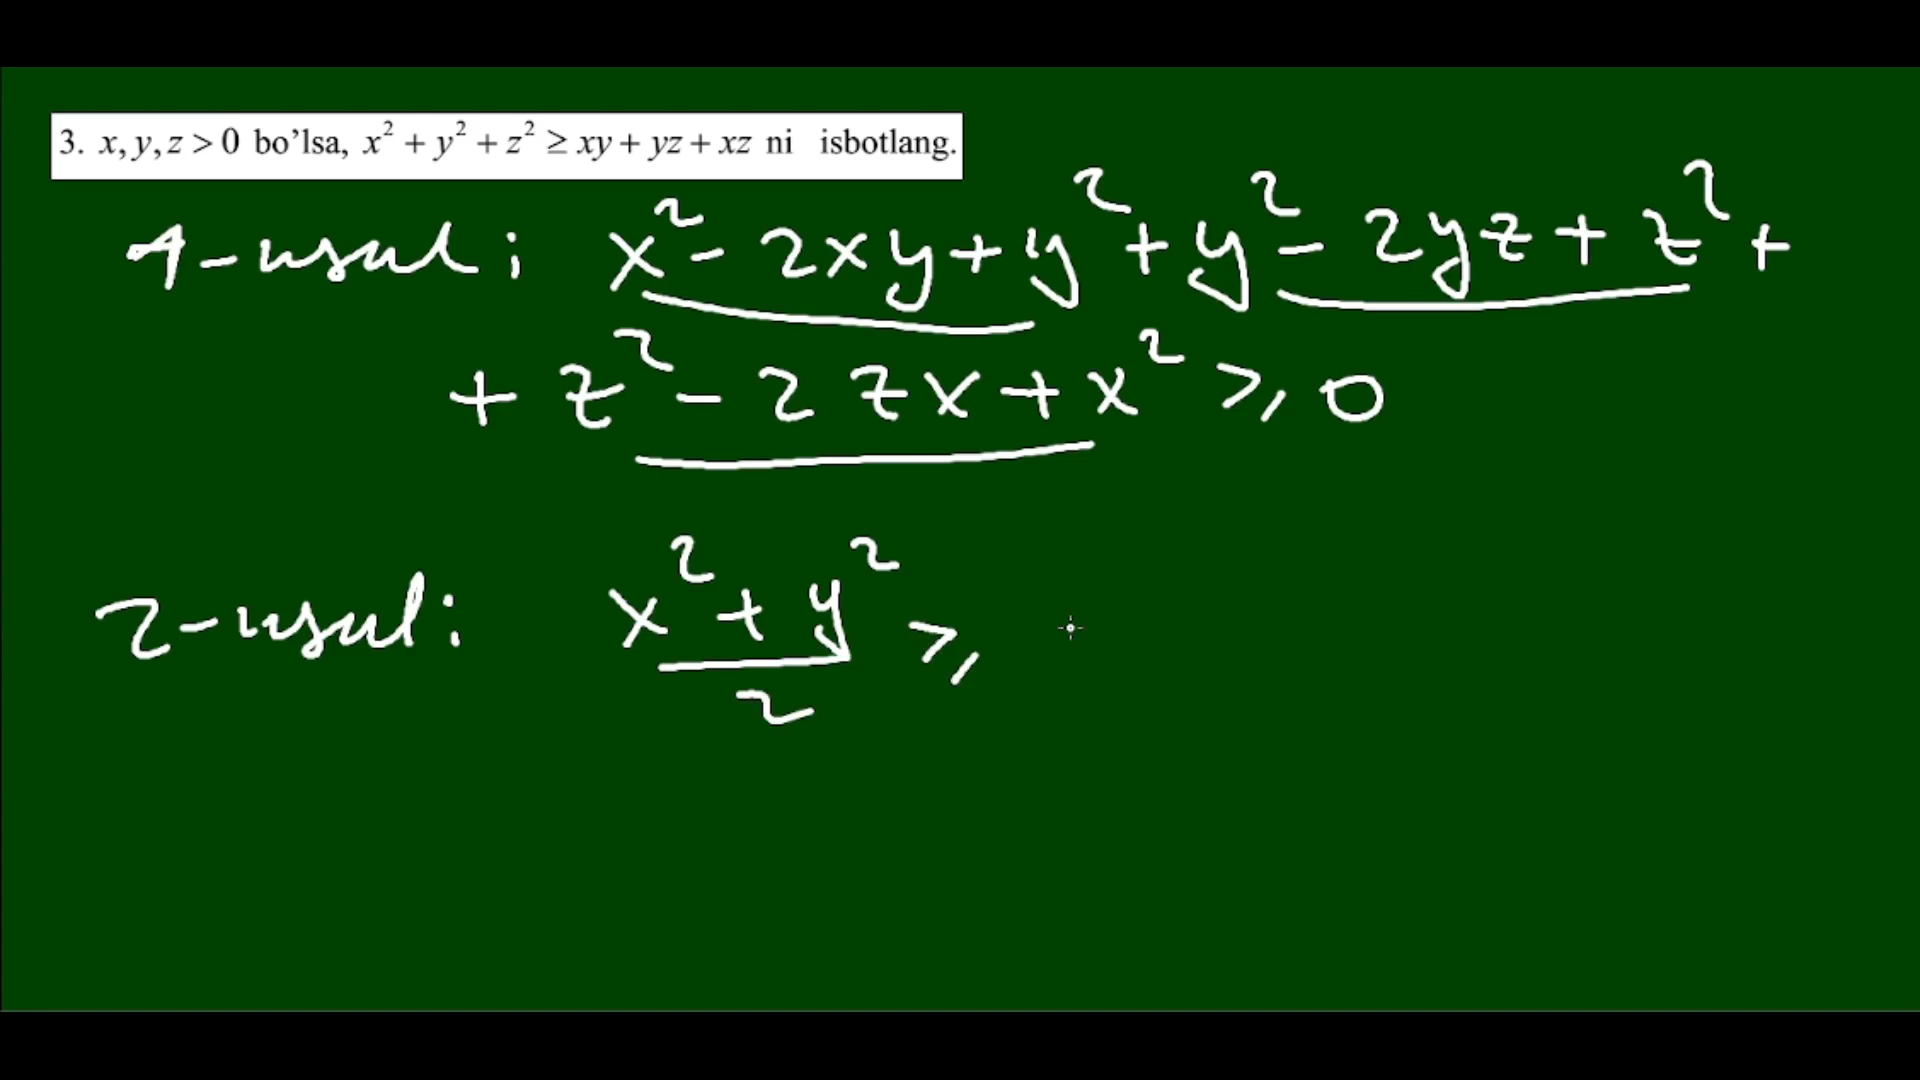 3. x, y, z > 0 bo’lsa, x² + y² + z² ≥ xy + yz + xz ni isbotlang.
1-usul: x² - 2xy + y² + y² - 2yz + z² +
+ z² - 2zx + x² ≥ 0
2-usul: (x² + y²)/2 ≥